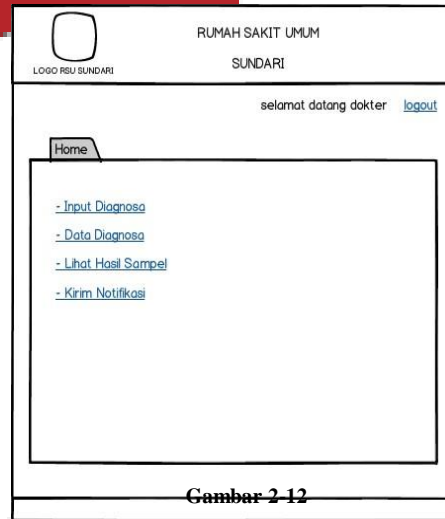 RUMAH SAKIT UMUM
SUNDARI
LOGO RSU SUNDARI
selamat datang dokter logout
Home
- Input Diagnosa
- Data Diagnosa
- Lihat Hasil Sampel
- Kirim Notifikasi
Gambar 2-12